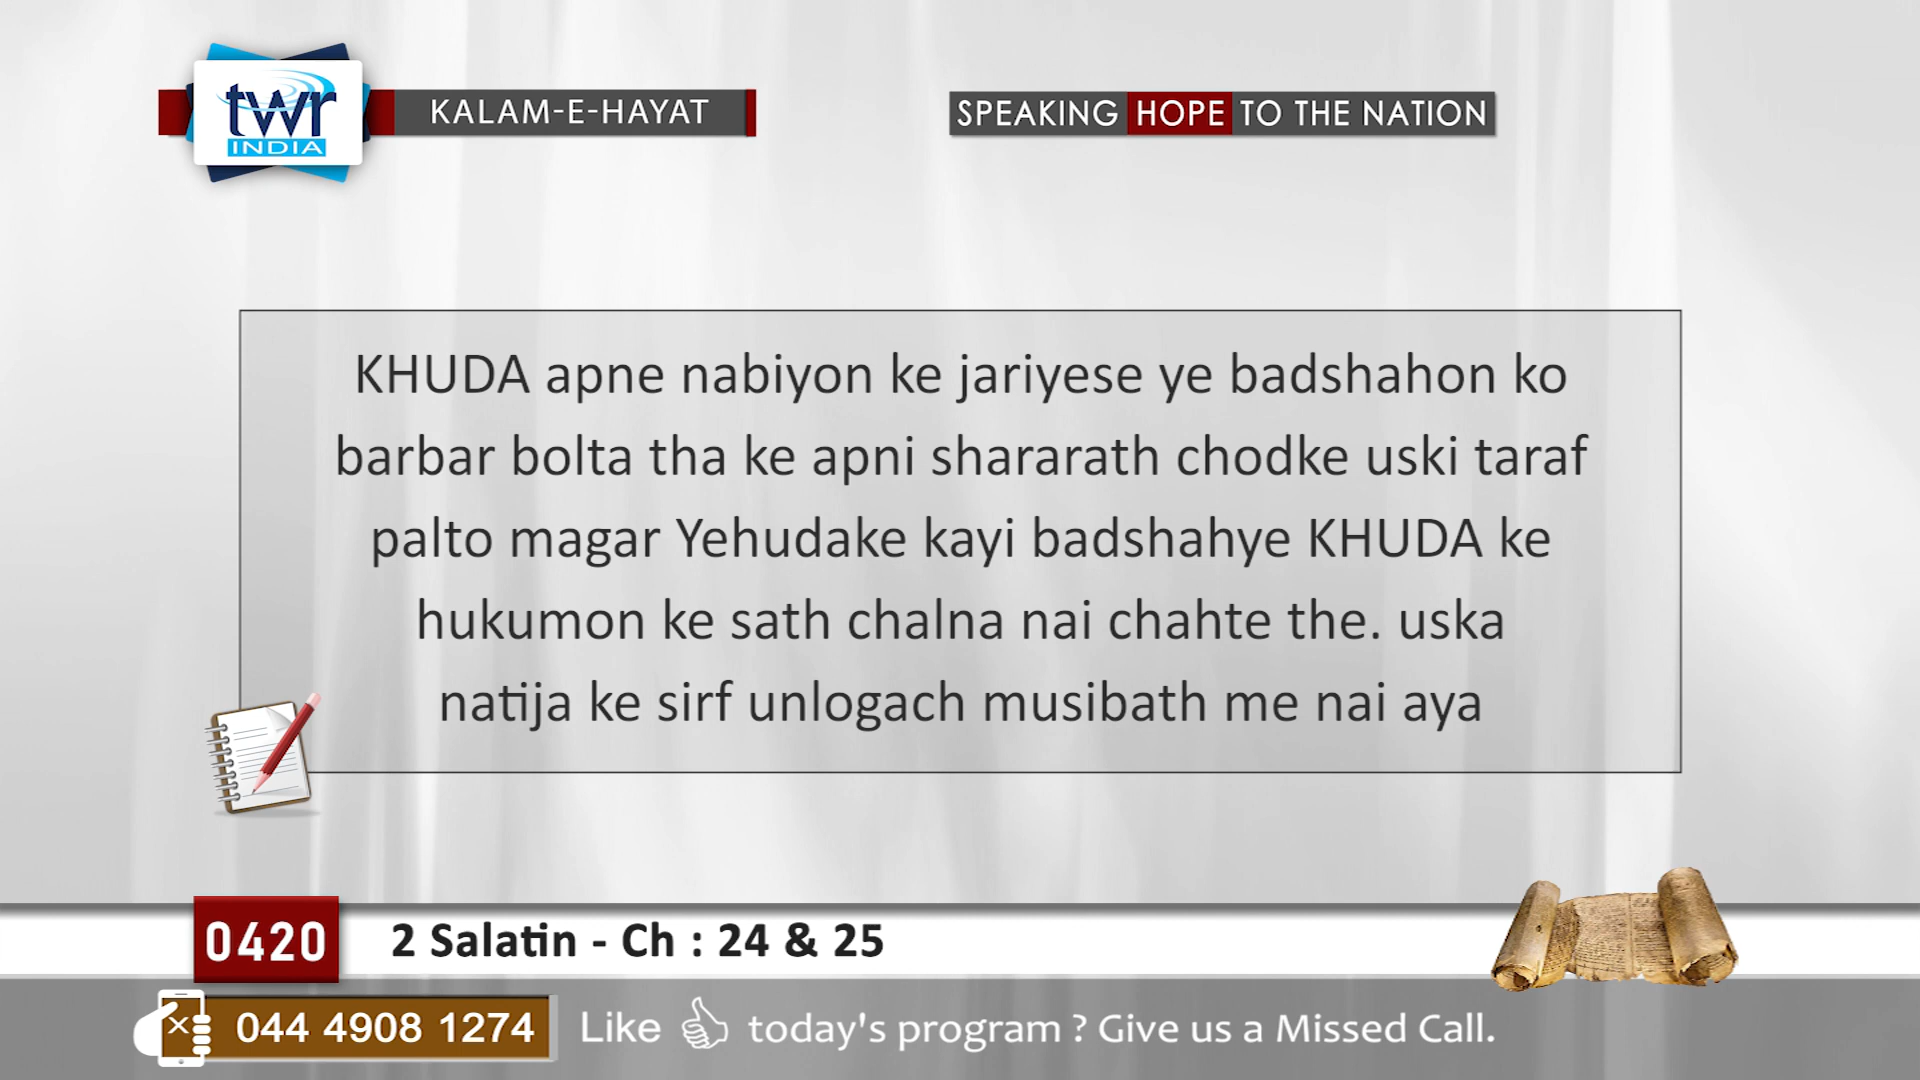 twr
INDIA
KALAM-E-HAYAT
SPEAKING HOPE TO THE NATION
KHUDA apne nabiyon ke jariyese ye badshahon ko
barbar bolta tha ke apni shararath chodke uski taraf
palto magar Yehudake kayi badshahye KHUDA ke
hukumon ke sath chalna nai chahte the. uska
natija ke sirf unlogach musibath me nai aya
0420
2 Salatin - Ch : 24 & 25
044 4908 1274
Like today's program ? Give us a Missed Call.